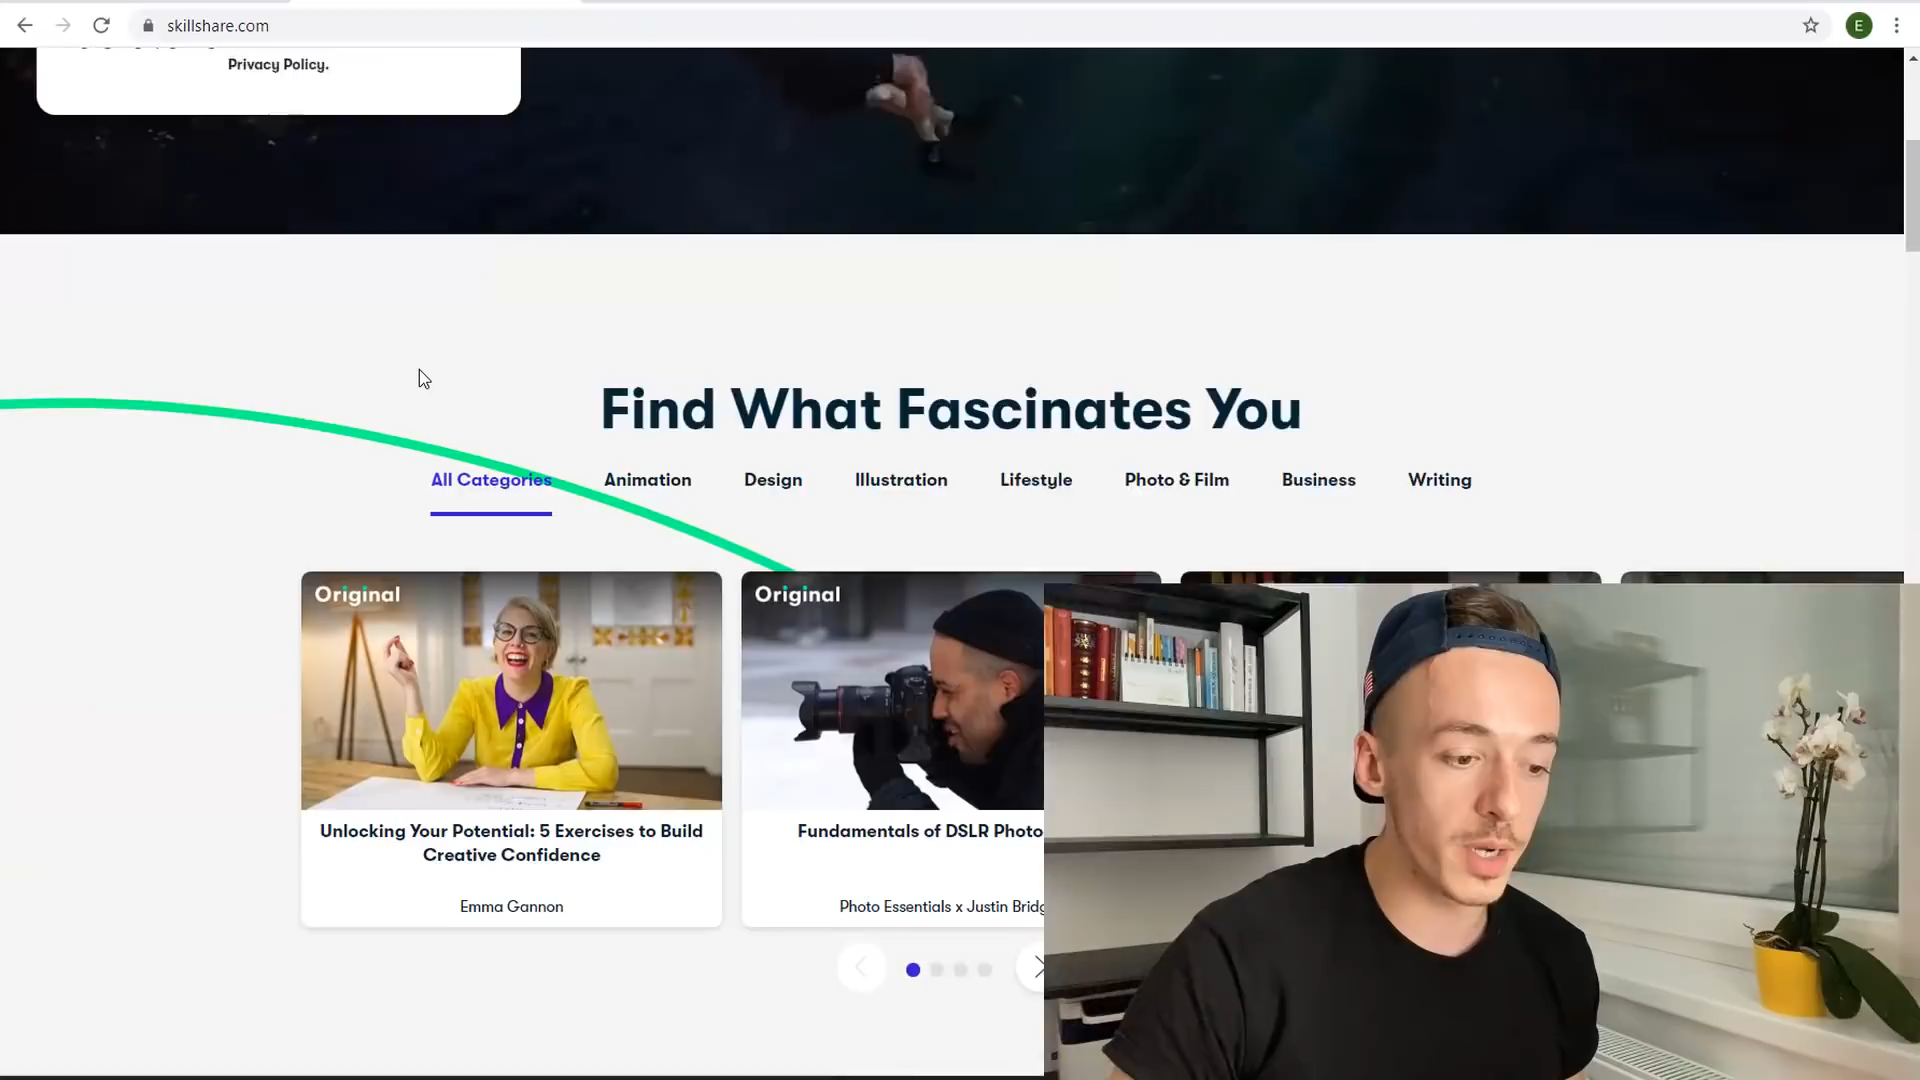 skillshare.com
E
Privacy Policy.
Find What Fascinates You
All Categories
Animation
Design
Illustration
Lifestyle
Photo & Film
Business
Writing
Original
Original
Unlocking Your Potential: 5 Exercises to Build
Creative Confidence
Emma Gannon
Fundamentals of DSLR Photo
Photo Essentials x Justin Bridg